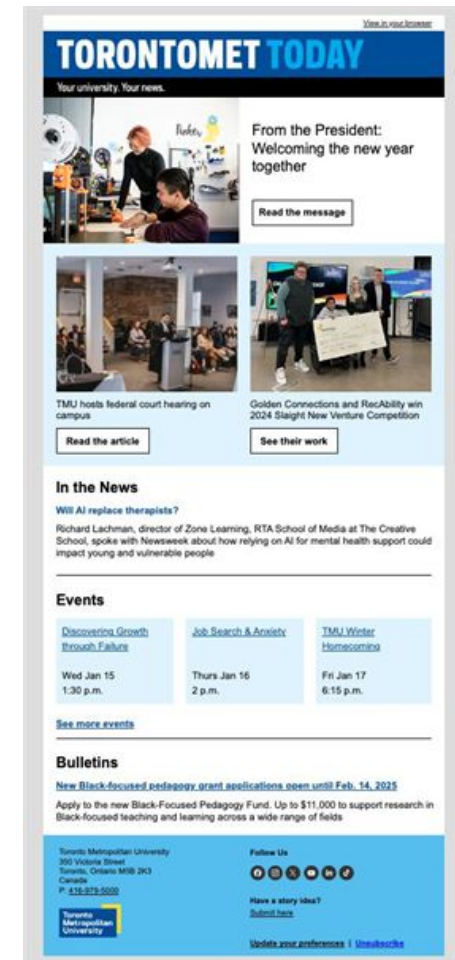 View in your browser
TORONTOMET TODAY
Your university. Your news.
From the President:
Welcoming the new year
together
Read the message
TMU hosts federal court hearing on
campus
Read the article
Golden Connections and RecAbility win
2024 Slaight New Venture Competition
See their work
In the News
Will AI replace therapists?
Richard Lachman, director of Zone Learning, RTA School of Media at The Creative
School, spoke with Newsweek about how relying on AI for mental health support could
impact young and vulnerable people
Events
Discovering Growth
through Failure
Wed Jan 15
1:30 p.m.
Job Search & Anxiety
Thurs Jan 16
2 p.m.
TMU Winter
Homecoming
Fri Jan 17
6:15 p.m.
See more events
Bulletins
New Black-focused pedagogy grant applications open until Feb. 14, 2025
Apply to the new Black-Focused Pedagogy Fund. Up to $11,000 to support research in
Black-focused teaching and learning across a wide range of fields
Toronto Metropolitan University
350 Victoria Street
Toronto, Ontario M5B 2K3
Canada
P: 416-979-5000
Toronto
Metropolitan
University
Follow Us
Have a story idea?
Submit here
Update your preferences | Unsubscribe